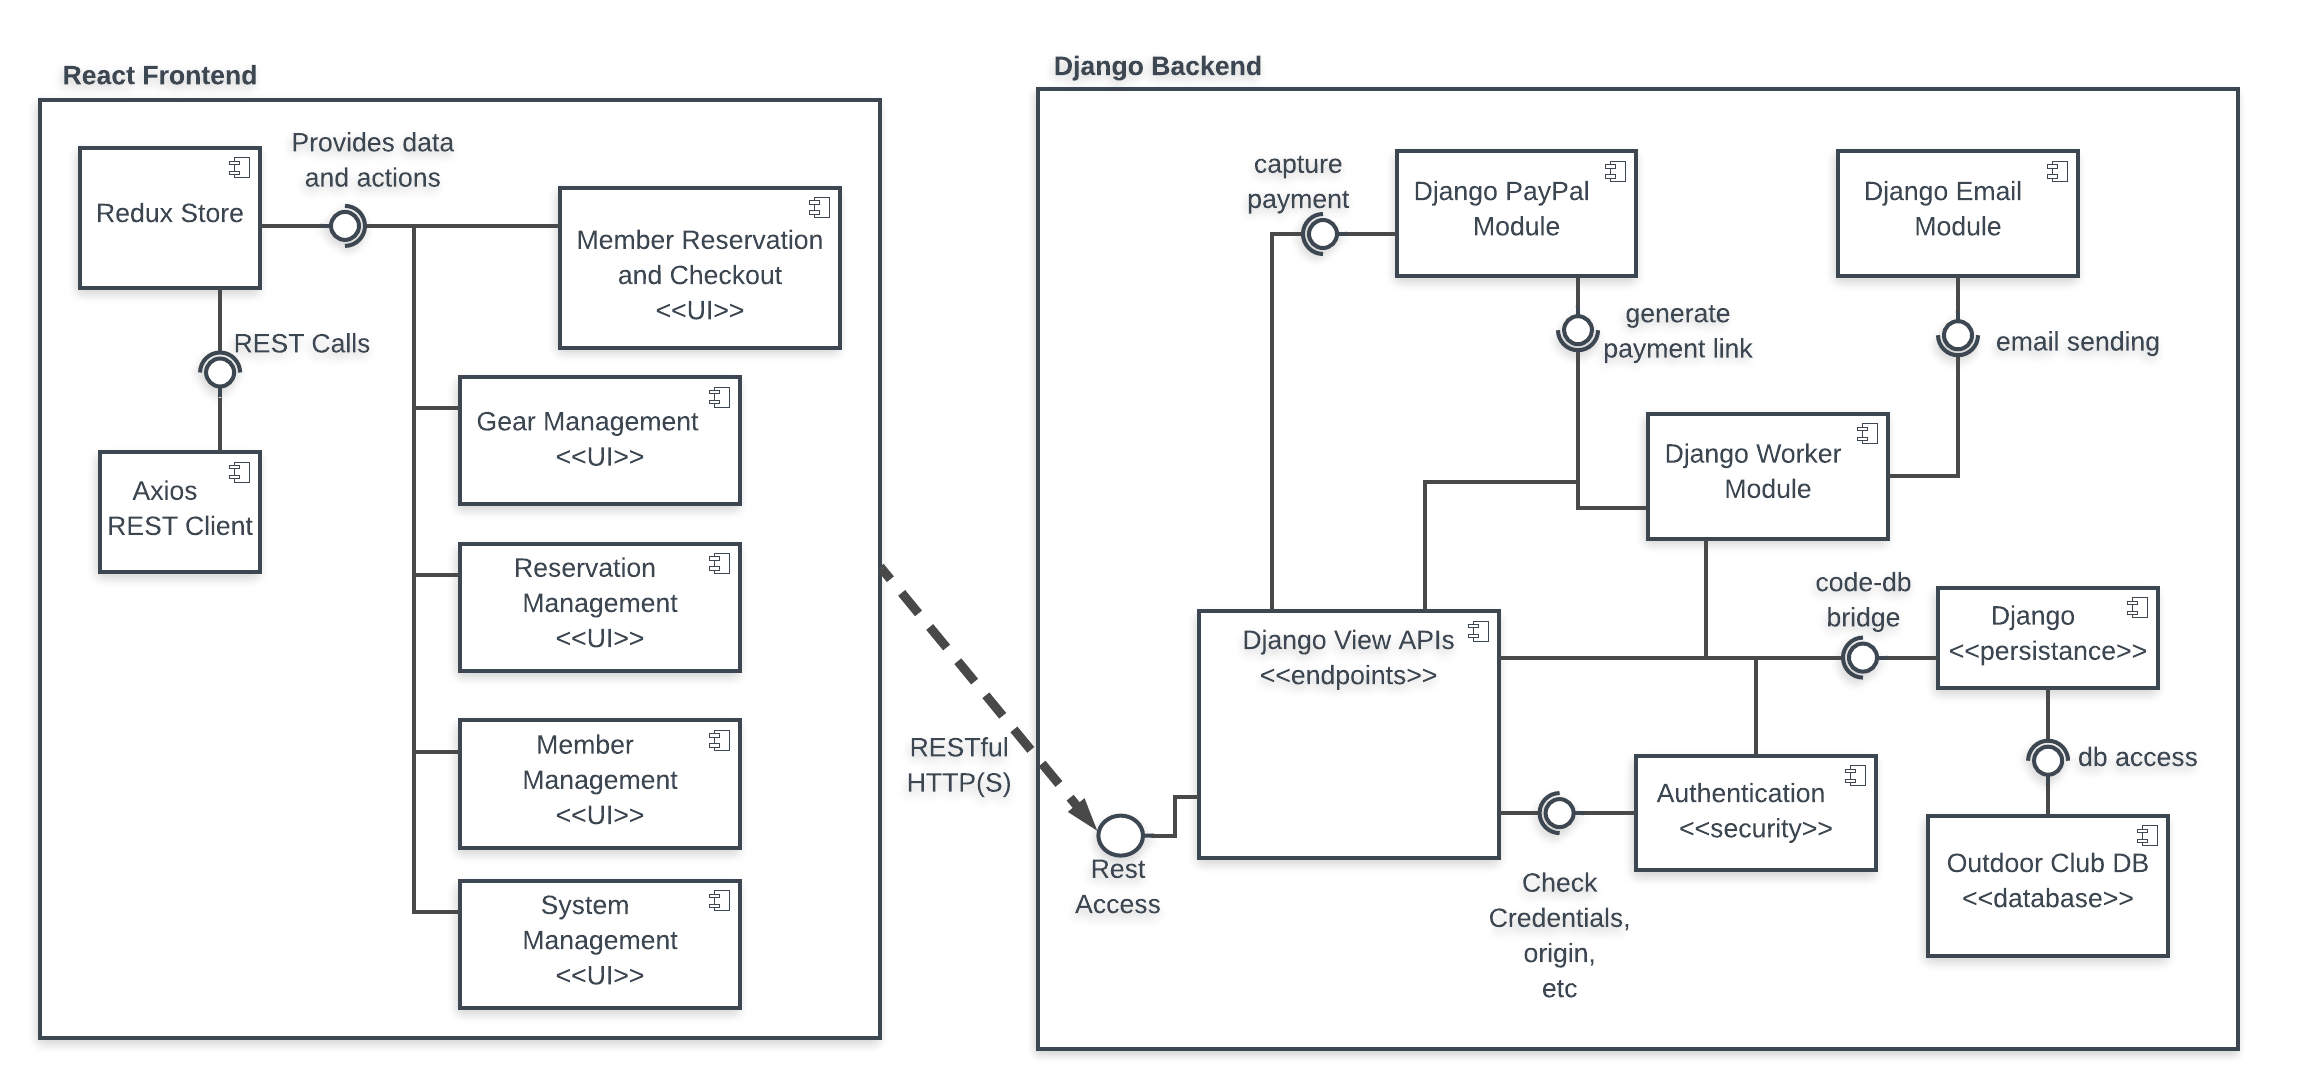 React Frontend
Redux Store
Provides data
and actions
Member Reservation
and Checkout
<<UI>>
REST Calls
Axios
REST Client
Gear Management
<<UI>>
Reservation
Management
<<UI>>
Member
Management
<<UI>>
System
Management
<<UI>>
RESTful
HTTP(S)
Django Backend
capture
payment
Django PayPal
Module
Django Email
Module
generate
payment link
email sending
Django Worker
Module
code-db
bridge
Django
<<persistance>>
Django View APIs
<<endpoints>>
db access
Authentication
<<security>>
Rest
Access
Check
Credentials,
origin,
etc
Outdoor Club DB
<<database>>